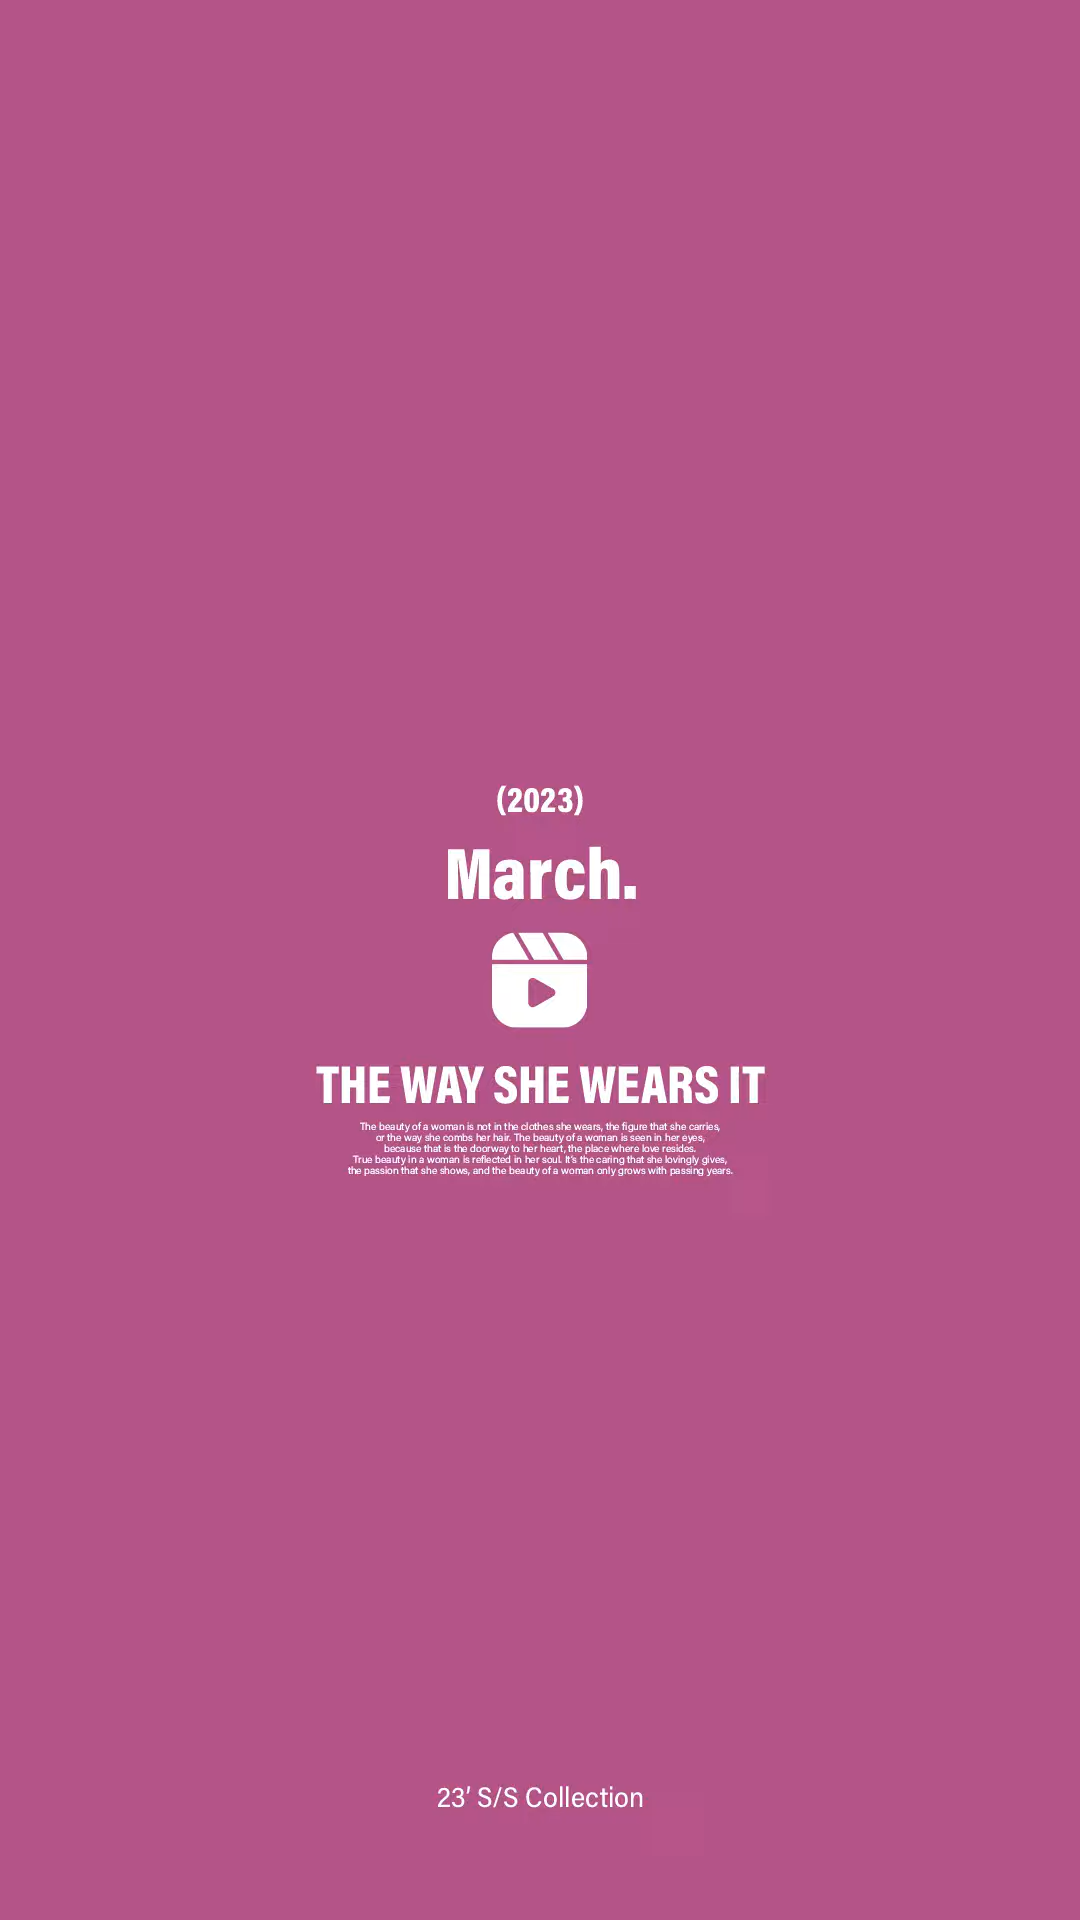 (2023)
March.
THE WAY SHE WEARS IT
The beauty of a woman is not in the clothes she wears, the figure that she carries,
or the way she combs her hair. The beauty of a woman is seen in her eyes,
because that is the doorway to her heart, the place where love resides.
True beauty in a woman is reflected in her soul. It's the caring that she lovingly gives,
the passion that she shows, and the beauty of a woman only grows with passing years.
23’ S/S Collection